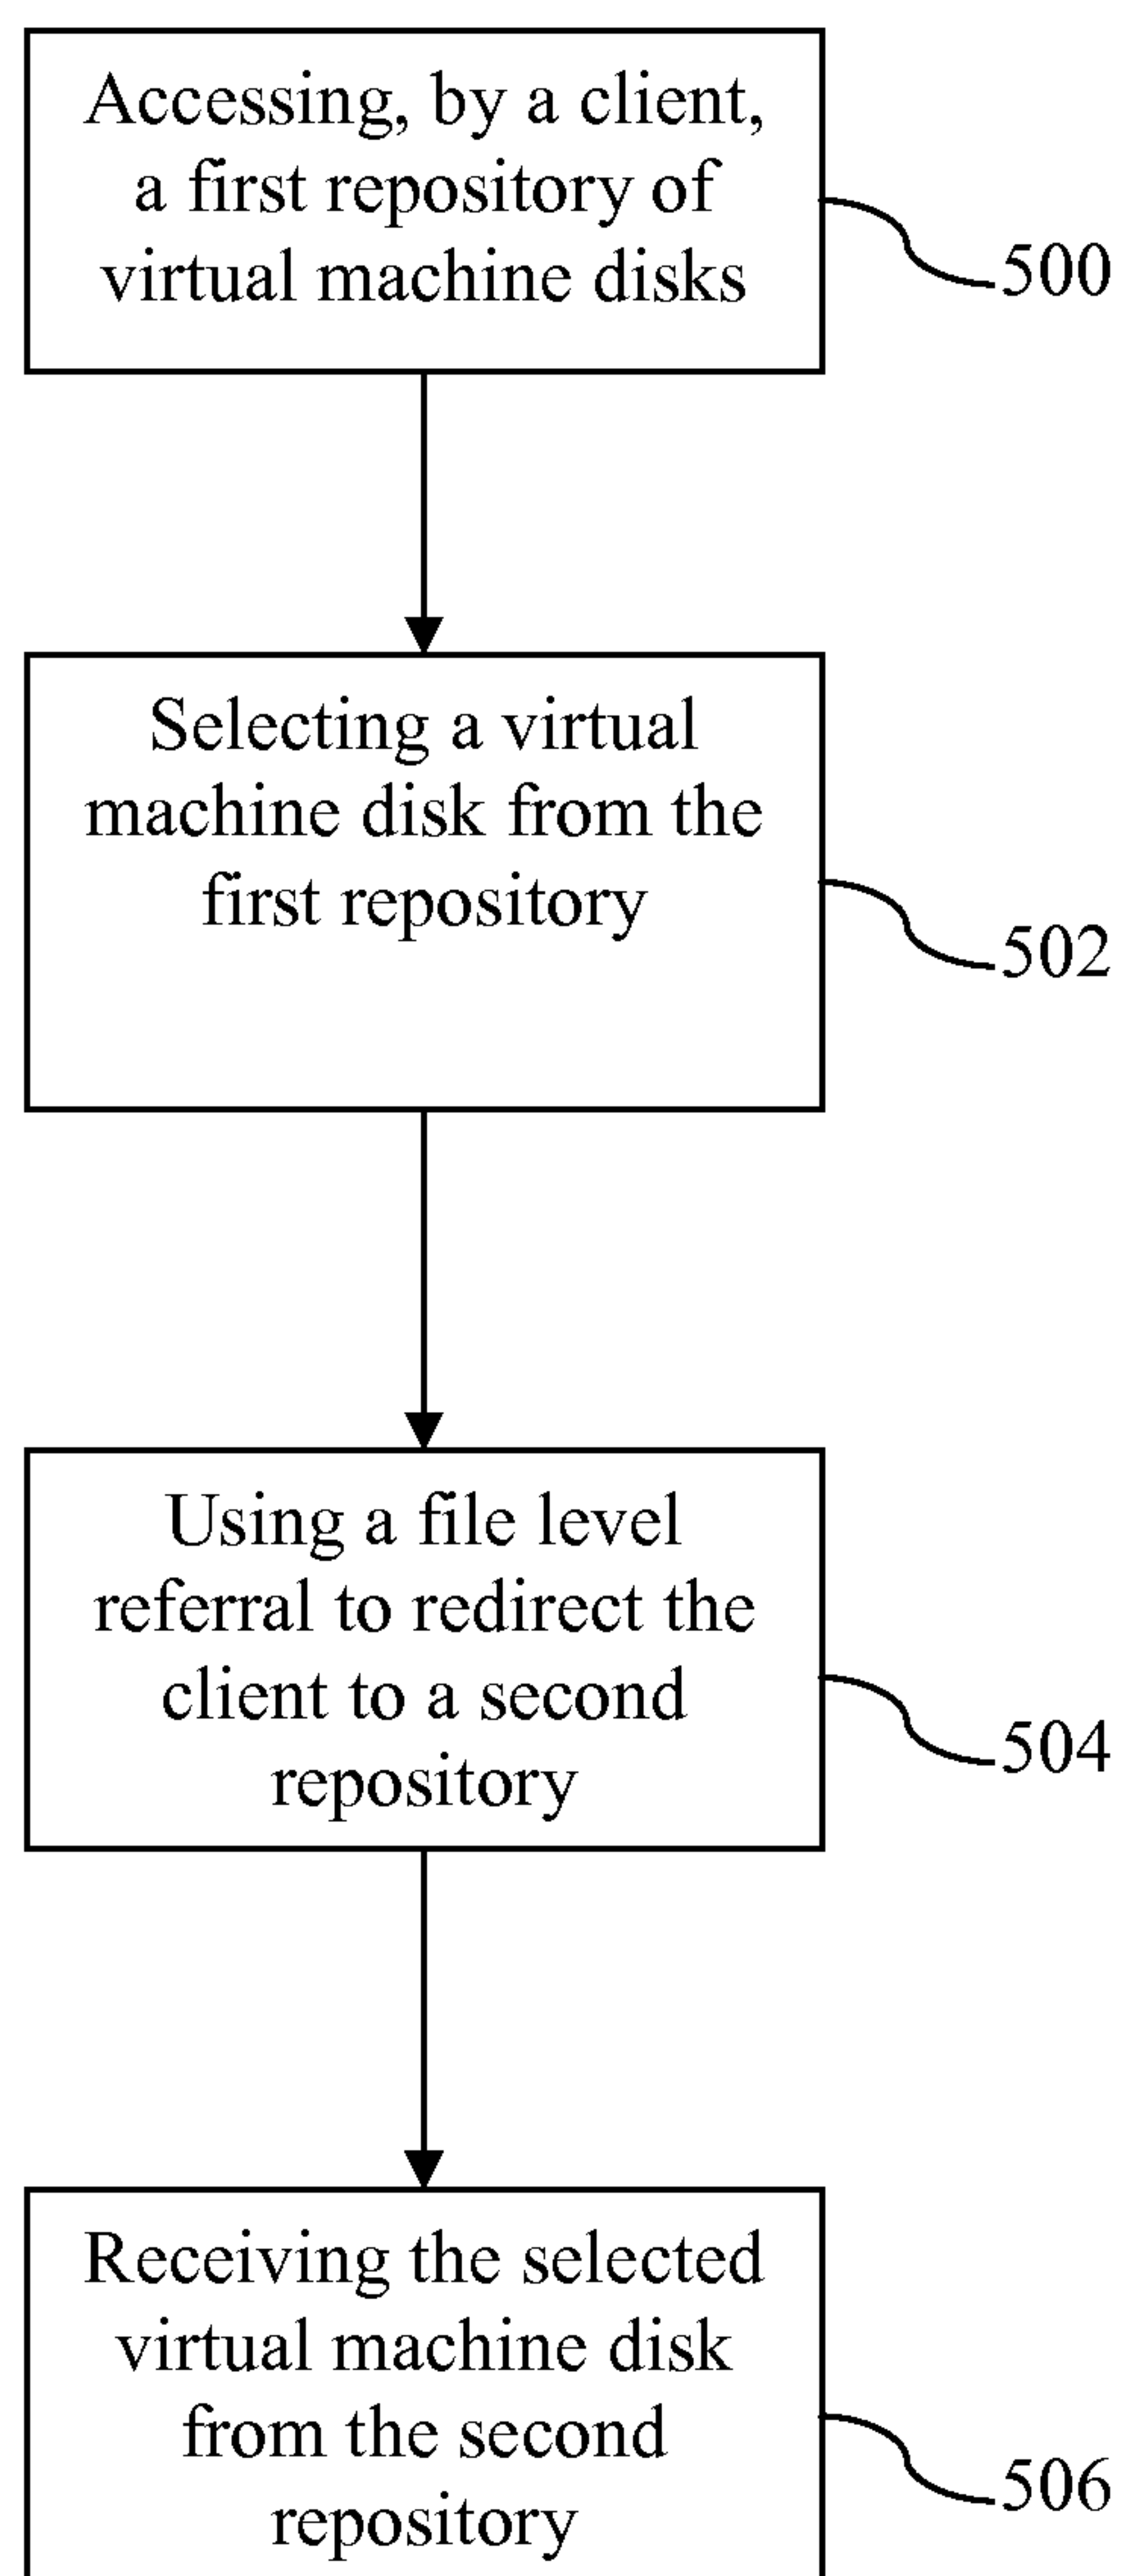 Accessing, by a client,
a first repository of
virtual machine disks
500
Selecting a virtual
machine disk from the
first repository
502
Using a file level
referral to redirect the
client to a second
repository
504
Receiving the selected
virtual machine disk
from the second
repository
506